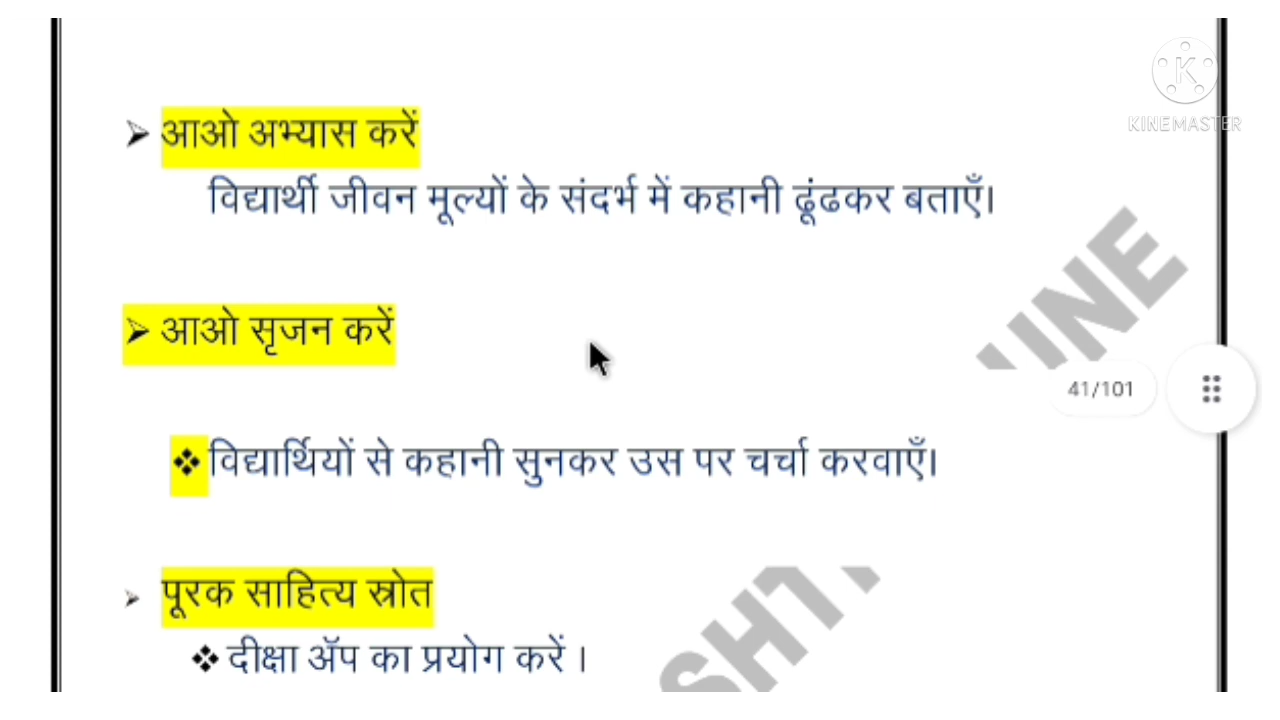 KINEMASTER
➤ आओ अभ्यास करें
विद्यार्थी जीवन मूल्यों के संदर्भ में कहानी ढूंढकर बताएँ।
➤ आओ सृजन करें
41/101
❖ विद्यार्थियों से कहानी सुनकर उस पर चर्चा करवाएँ।
➤ पूरक साहित्य स्रोत
❖ दीक्षा ॲप का प्रयोग करें ।